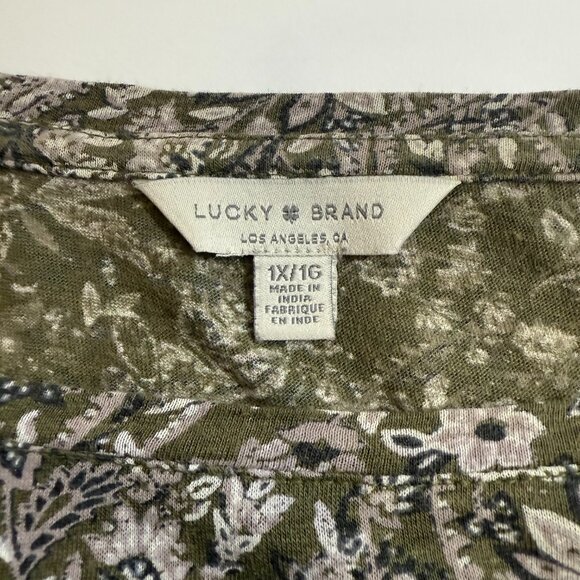 LUCKY BRAND
LOS ANGELES, CA
1X/1G
MADE IN
INDIA
FABRIQUE
EN INDE